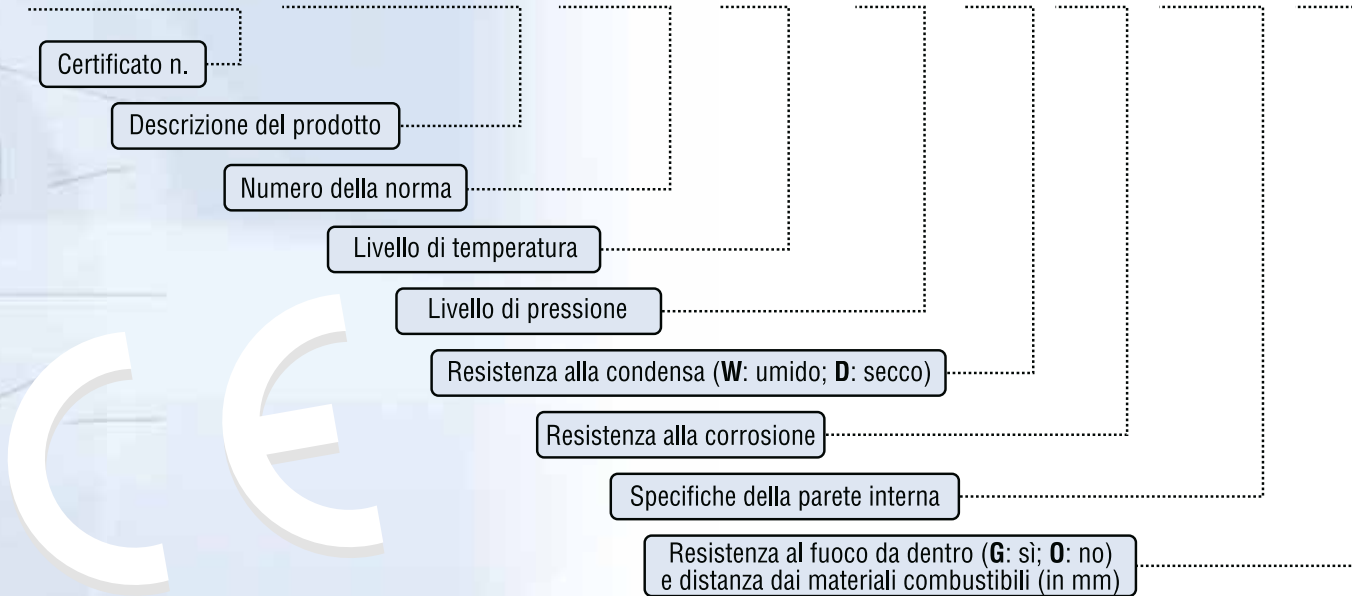 Certificato n.
Descrizione del prodotto
Numero della norma
Livello di temperatura
Livello di pressione
Resistenza alla condensa (W: umido; D: secco)
Resistenza alla corrosione
Specifiche della parete interna
Resistenza al fuoco da dentro (G: sì; O: no)
e distanza dai materiali combustibili (in mm)
CE